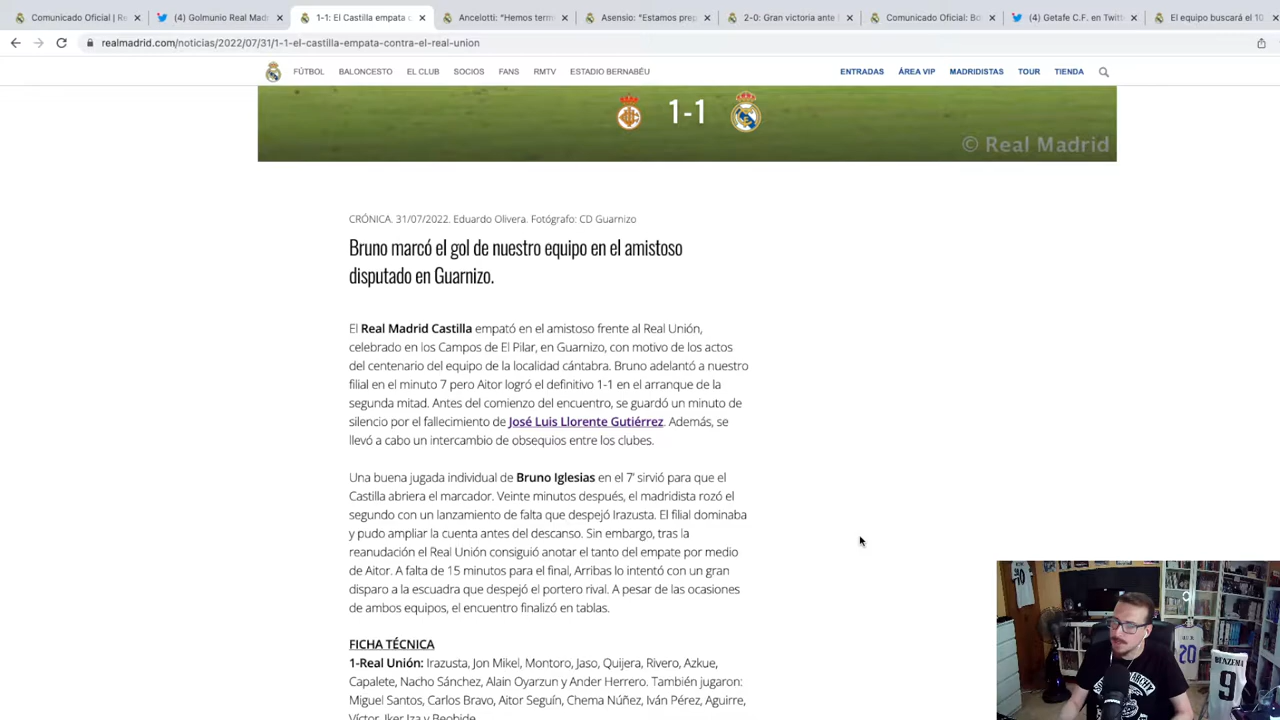 Comunicado Oficial | Re
(4) Golmunio Real Mad
1-1: El Castilla empata c
Ancelotti: "Hemos term
Asensio: "Estamos prep
2-0: Gran victoria ante
Comunicado Oficial: Bo
(4) Getafe C.F. en Twitt
El equipo buscará el 10
realmadrid.com/noticias/2022/07/31/1-1-el-castilla-empata-contra-el-real-union
FÚTBOL BALONCESTO EL CLUB SOCIOS FANS RMTV ESTADIO BERNABÉU ENTRADAS ÁREA VIP MADRIDISTAS TOUR TIENDA
1-1
© Real Madrid
CRÓNICA. 31/07/2022. Eduardo Olivera. Fotógrafo: CD Guarnizo
Bruno marcó el gol de nuestro equipo en el amistoso
disputado en Guarnizo.
El Real Madrid Castilla empató en el amistoso frente al Real Unión,
celebrado en los Campos de El Pilar, en Guarnizo, con motivo de los actos
del centenario del equipo de la localidad cántabra. Bruno adelantó a nuestro
filial en el minuto 7 pero Aitor logró el definitivo 1-1 en el arranque de la
segunda mitad. Antes del comienzo del encuentro, se guardó un minuto de
silencio por el fallecimiento de José Luis Llorente Gutiérrez. Además, se
llevó a cabo un intercambio de obsequios entre los clubes.
Una buena jugada individual de Bruno Iglesias en el 7' sirvió para que el
Castilla abriera el marcador. Veinte minutos después, el madridista rozó el
segundo con un lanzamiento de falta que despejó Irazusta. El filial dominaba
y pudo ampliar la cuenta antes del descanso. Sin embargo, tras la
reanudación el Real Unión consiguió anotar el tanto del empate por medio
de Aitor. A falta de 15 minutos para el final, Arribas lo intentó con un gran
disparo a la escuadra que despejó el portero rival. A pesar de las ocasiones
de ambos equipos, el encuentro finalizó en tablas.
FICHA TÉCNICA
1-Real Unión: Irazusta, Jon Mikel, Montoro, Jaso, Quijera, Rivero, Azkue,
Capalete, Nacho Sánchez, Alain Oyarzun y Ander Herrero. También jugaron:
Miguel Santos, Carlos Bravo, Aitor Seguín, Chema Núñez, Iván Pérez, Aguirre,
Víctor, Iker Iza y Beobide.
20
BENZEMA
9